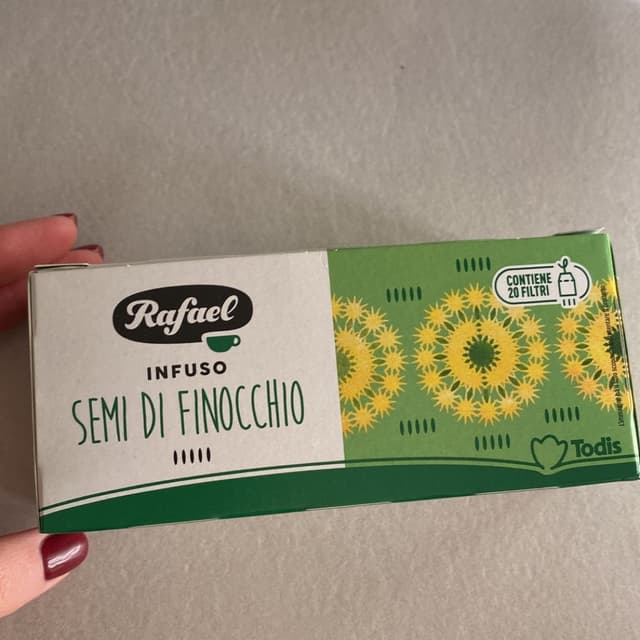 Rafael
INFUSO
SEMI DI FINOCCHIO
CONTIENE
20 FILTRI
Todis